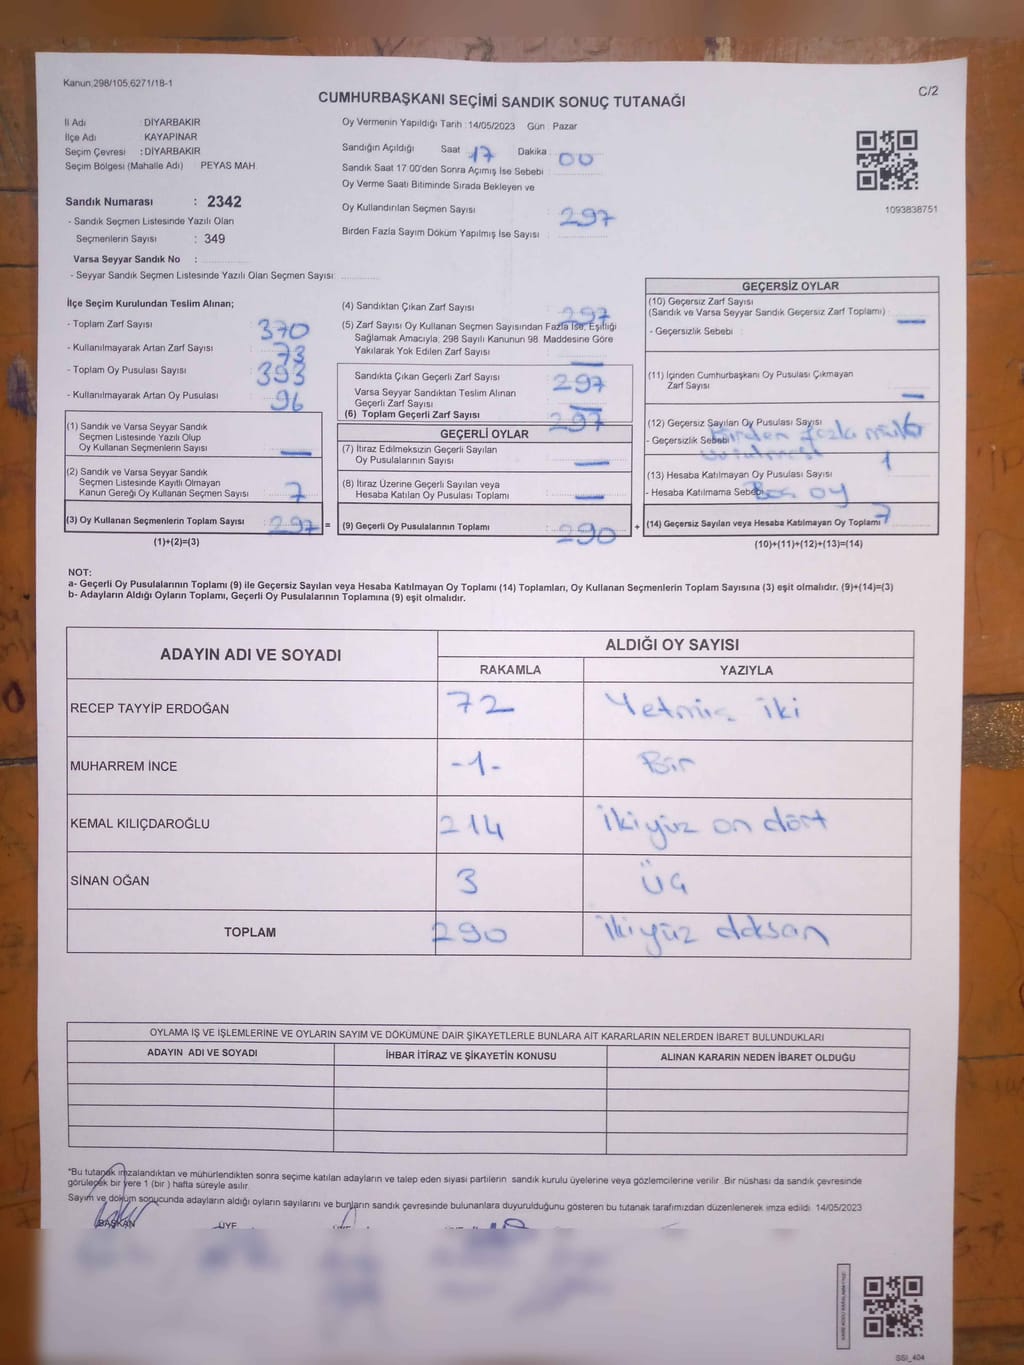 Kanun,298/105,6271/18-1
C/2
CUMHURBAŞKANI SEÇİMİ SANDIK SONUÇ TUTANAĞI
İl Adı : DİYARBAKIR
İlçe Adı KAYAPINAR
Seçim Çevresi : DİYARBAKIR
Seçim Bölgesi (Mahalle Adı) PEYAS MAH.
Sandık Numarası : 2342
- Sandık Seçmen Listesinde Yazılı Olan
Seçmenlerin Sayısı : 349
Varsa Seyyar Sandık No :
- Seyyar Sandık Seçmen Listesinde Yazılı Olan Seçmen Sayısı
Oy Vermenin Yapıldığı Tarih : 14/05/2023 Gün : Pazar
Sandığın Açıldığı Saat 17 Dakika 00
Sandık Saat 17:00'den Sonra Açımış İse Sebebi :
Oy Verme Saati Bitiminde Sırada Bekleyen ve
Oy Kullandırılan Seçmen Sayısı : 297
Birden Fazla Sayım Döküm Yapılmış İse Sayısı :
1093838751
İlçe Seçim Kurulundan Teslim Alınan;
- Toplam Zarf Sayısı 370
- Kullanılmayarak Artan Zarf Sayısı 73
- Toplam Oy Pusulası Sayısı 393
- Kullanılmayarak Artan Oy Pusulası 96
(1) Sandık ve Varsa Seyyar Sandık
Seçmen Listesinde Yazılı Olup
Oy Kullanan Seçmenlerin Sayısı —
(2) Sandık ve Varsa Seyyar Sandık
Seçmen Listesinde Kayıtlı Olmayan
Kanun Gereği Oy Kullanan Seçmen Sayısı 7
(3) Oy Kullanan Seçmenlerin Toplam Sayısı 297 =
(1)+(2)=(3)
(4) Sandıktan Çıkan Zarf Sayısı 297
(5) Zarf Sayısı Oy Kullanan Seçmen Sayısından Fazla İse, Eşitliği
Sağlamak Amacıyla; 298 Sayılı Kanunun 98. Maddesine Göre
Yakılarak Yok Edilen Zarf Sayısı —
Sandıkta Çıkan Geçerli Zarf Sayısı 297
Varsa Seyyar Sandıktan Teslim Alınan
Geçerli Zarf Sayısı —
(6) Toplam Geçerli Zarf Sayısı 297
GEÇERLİ OYLAR
(7) İtiraz Edilmeksizin Geçerli Sayılan
Oy Pusulalarının Sayısı —
(8) İtiraz Üzerine Geçerli Sayılan veya
Hesaba Katılan Oy Pusulası Toplamı —
(9) Geçerli Oy Pusulalarının Toplamı 290 +
GEÇERSİZ OYLAR
(10) Geçersiz Zarf Sayısı
(Sandık ve Varsa Seyyar Sandık Geçersiz Zarf Toplamı) : —
- Geçersizlik Sebebi :
(11) İçinden Cumhurbaşkanı Oy Pusulası Çıkmayan
Zarf Sayısı —
(12) Geçersiz Sayılan Oy Pusulası Sayısı 6
- Geçersizlik Sebebi Birden fazla mühür
vurulması
(13) Hesaba Katılmayan Oy Pusulası Sayısı 1
- Hesaba Katılmama Sebebi Boş oy
(14) Geçersiz Sayılan veya Hesaba Katılmayan Oy Toplamı 7
(10)+(11)+(12)+(13)=(14)
NOT:
a- Geçerli Oy Pusulalarının Toplamı (9) ile Geçersiz Sayılan veya Hesaba Katılmayan Oy Toplamı (14) Toplamları, Oy Kullanan Seçmenlerin Toplam Sayısına (3) eşit olmalıdır. (9)+(14)=(3)
b- Adayların Aldığı Oyların Toplamı, Geçerli Oy Pusulalarının Toplamına (9) eşit olmalıdır.
ADAYIN ADI VE SOYADI ALDIĞI OY SAYISI
RAKAMLA YAZIYLA
RECEP TAYYİP ERDOĞAN 72 Yetmiş iki
MUHARREM İNCE -1- Bir
KEMAL KILIÇDAROĞLU 214 ikiyüz on dört
SİNAN OĞAN 3 üç
TOPLAM 290 ikiyüz doksan
OYLAMA İŞ VE İŞLEMLERİNE VE OYLARIN SAYIM VE DÖKÜMÜNE DAİR ŞİKAYETLERLE BUNLARA AİT KARARLARIN NELERDEN İBARET BULUNDUKLARI
ADAYIN ADI VE SOYADI İHBAR İTİRAZ VE ŞİKAYETİN KONUSU ALINAN KARARIN NEDEN İBARET OLDUĞU
*Bu tutanak imzalandıktan ve mühürlendikten sonra seçime katılan adayların ve talep eden siyasi partilerin sandık kurulu üyelerine veya gözlemcilerine verilir. Bir nüshası da sandık çevresinde
görülecek bir yere 1 (bir) hafta süreyle asılır.
Sayım ve döküm sonucunda adayların aldığı oyların sayılarını ve bunların sandık çevresinde bulunanlara duyurulduğunu gösteren bu tutanak tarafımızdan düzenlenerek imza edildi. 14/05/2023
BAŞKAN ÜYE
SSI_404